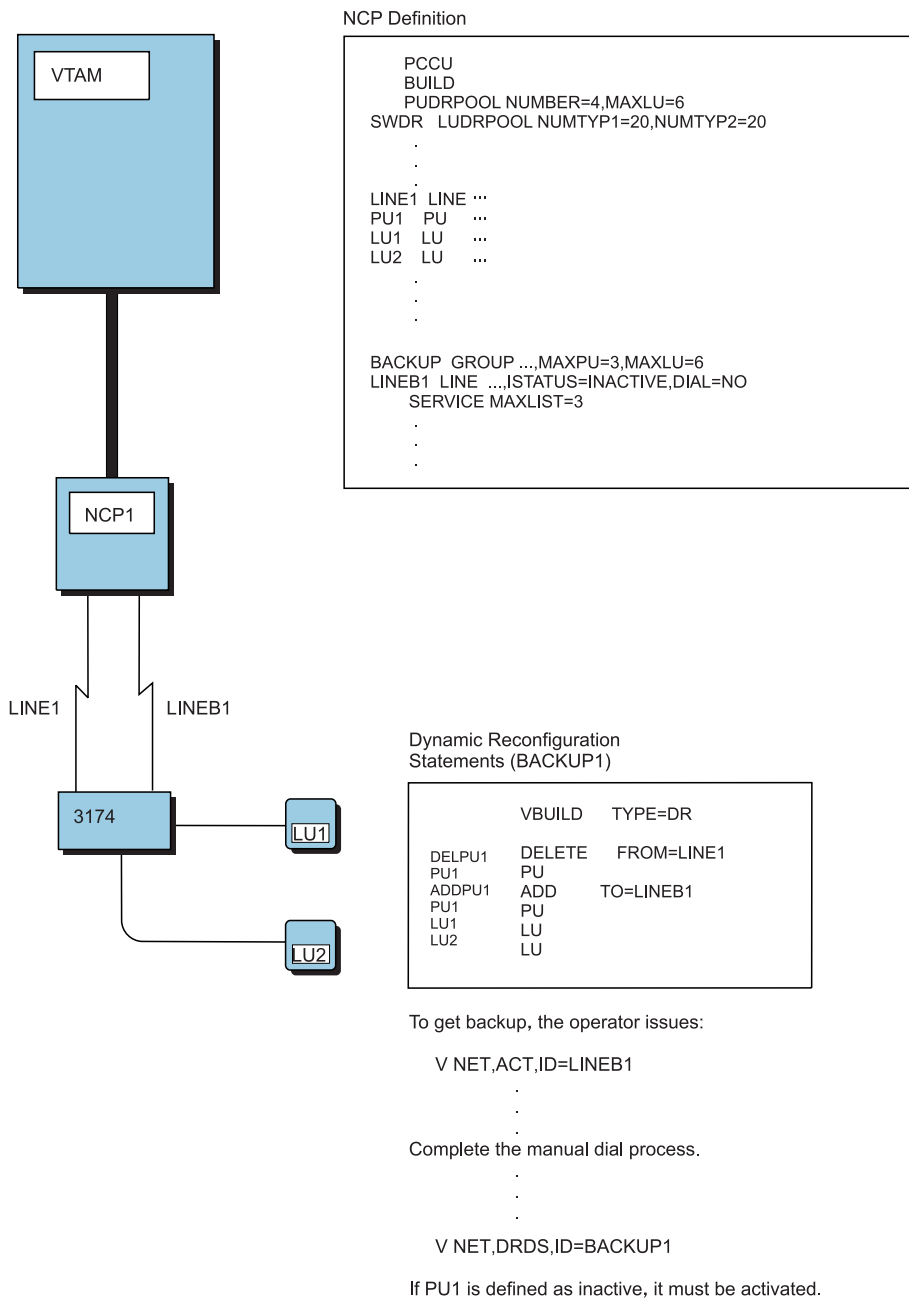 NCP Definition
VTAM
PCCU
BUILD
PUDRPOOL NUMBER=4,MAXLU=6
SWDR LUDRPOOL NUMTYP1=20,NUMTYP2=20
.
.
.
LINE1 LINE ...
PU1 PU ...
LU1 LU ...
LU2 LU ...
.
.
.
BACKUP GROUP ...,MAXPU=3,MAXLU=6
LINEB1 LINE ...,ISTATUS=INACTIVE,DIAL=NO
SERVICE MAXLIST=3
.
.
.
NCP1
LINE1
LINEB1
3174
LU1
LU2
Dynamic Reconfiguration
Statements (BACKUP1)
VBUILD TYPE=DR
DELPU1 DELETE FROM=LINE1
PU1 PU
ADDPU1 ADD TO=LINEB1
PU1 PU
LU1 LU
LU2 LU
To get backup, the operator issues:
V NET,ACT,ID=LINEB1
.
.
.
Complete the manual dial process.
.
.
.
V NET,DRDS,ID=BACKUP1
If PU1 is defined as inactive, it must be activated.